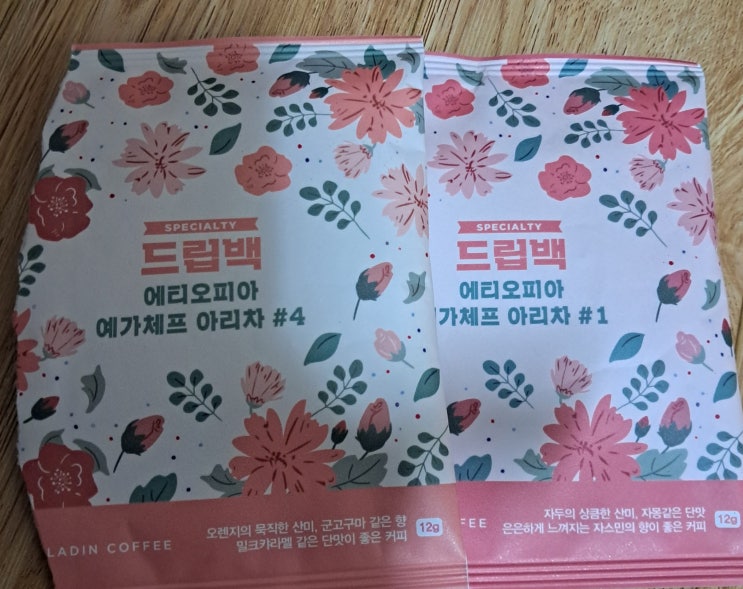 SPECIALTY
드립백
에티오피아
예가체프 아리차 #4
LADIN COFFEE
오렌지의 묵직한 산미, 군고구마 같은 향
밀크카라멜 같은 단맛이 좋은 커피
12g
SPECIALTY
드립백
에티오피아
가체프 아리차 #1
FEE
자두의 상큼한 산미, 자몽같은 단맛
은은하게 느껴지는 자스민의 향이 좋은 커피
12g